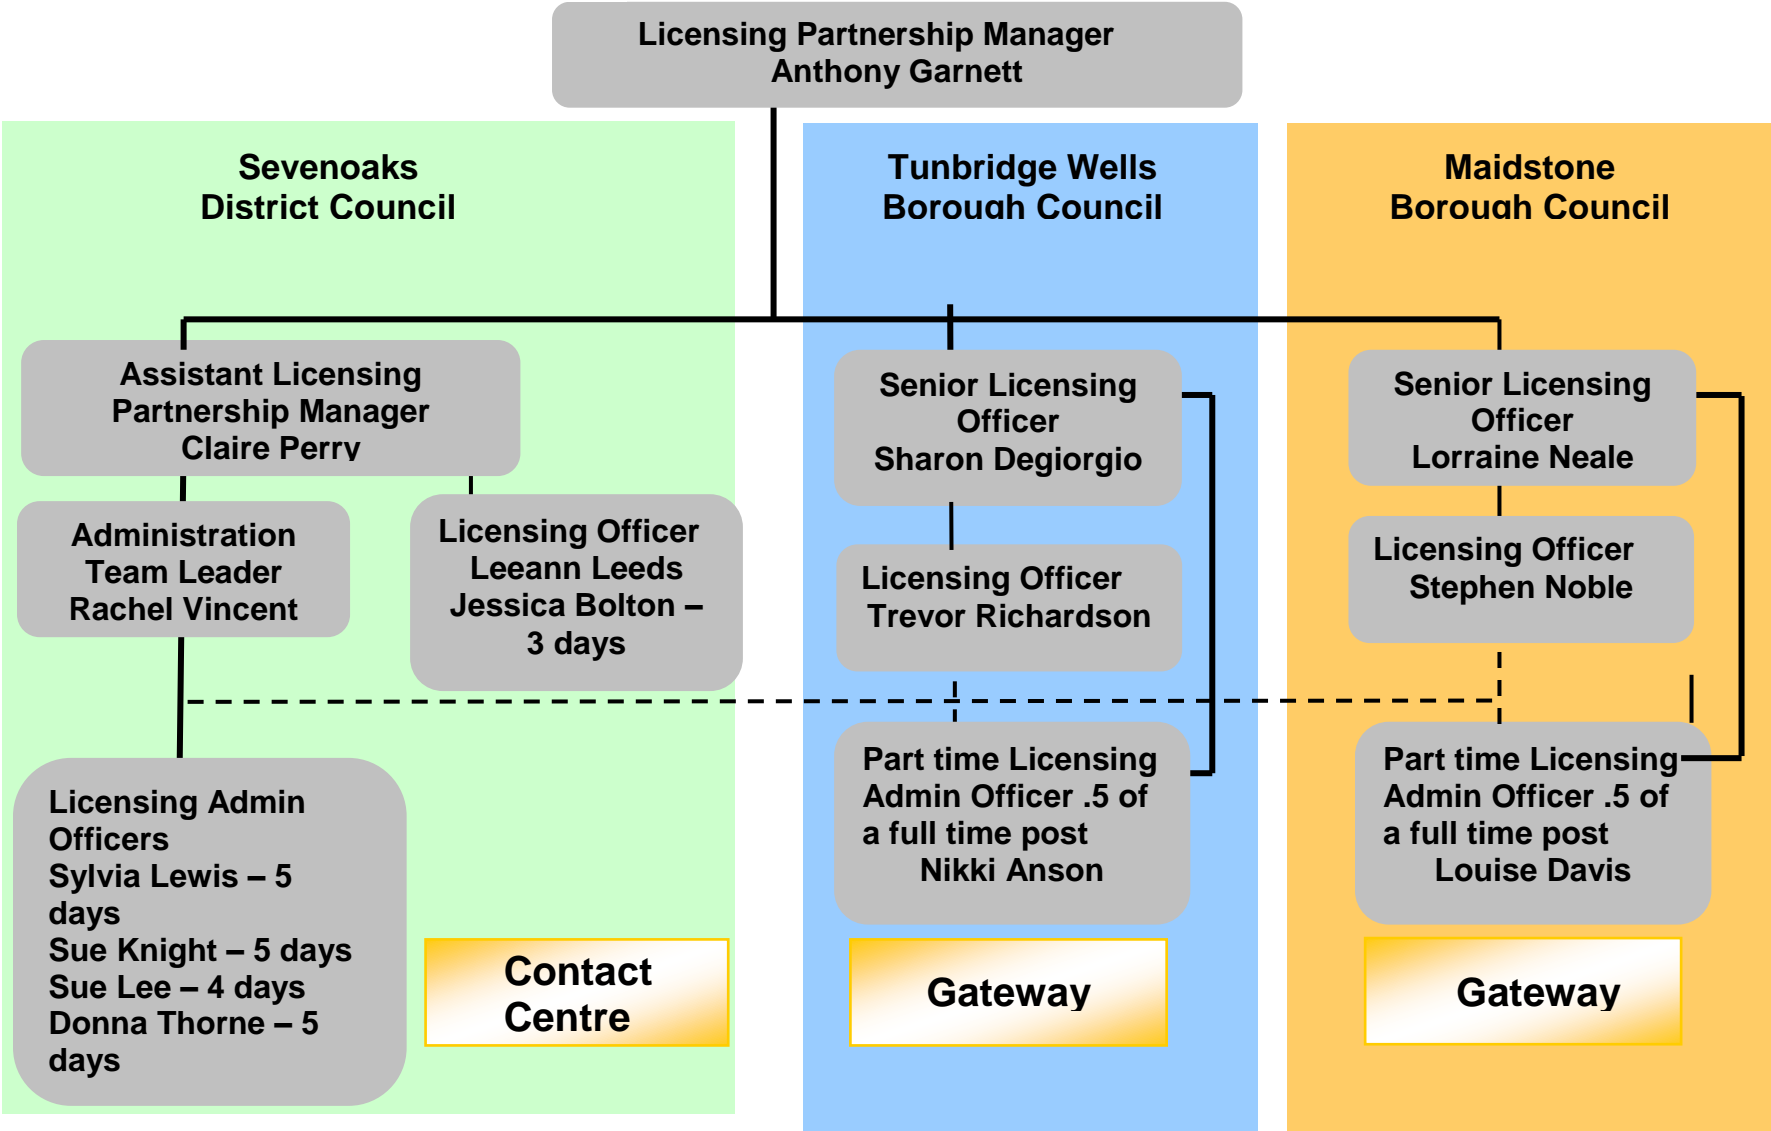 Licensing Partnership Manager
Anthony Garnett
Sevenoaks
District Council
Tunbridge Wells
Borough Council
Maidstone
Borough Council
Assistant Licensing
Partnership Manager
Claire Perry
Administration
Team Leader
Rachel Vincent
Licensing Officer
Leeann Leeds
Jessica Bolton –
3 days
Licensing Admin
Officers
Sylvia Lewis – 5
days
Sue Knight – 5 days
Sue Lee – 4 days
Donna Thorne – 5
days
Contact
Centre
Senior Licensing
Officer
Sharon Degiorgio
Licensing Officer
Trevor Richardson
Part time Licensing
Admin Officer .5 of
a full time post
Nikki Anson
Gateway
Senior Licensing
Officer
Lorraine Neale
Licensing Officer
Stephen Noble
Part time Licensing
Admin Officer .5 of
a full time post
Louise Davis
Gateway